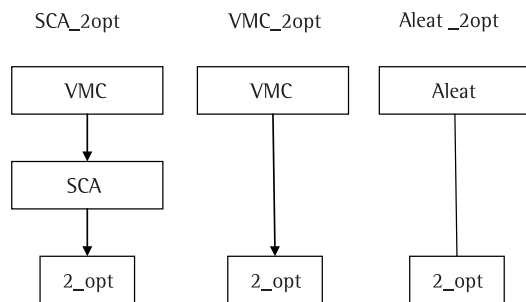 SCA_2opt VMC_2opt Aleat _2opt
VMC VMC Aleat
SCA
2_opt 2_opt 2_opt